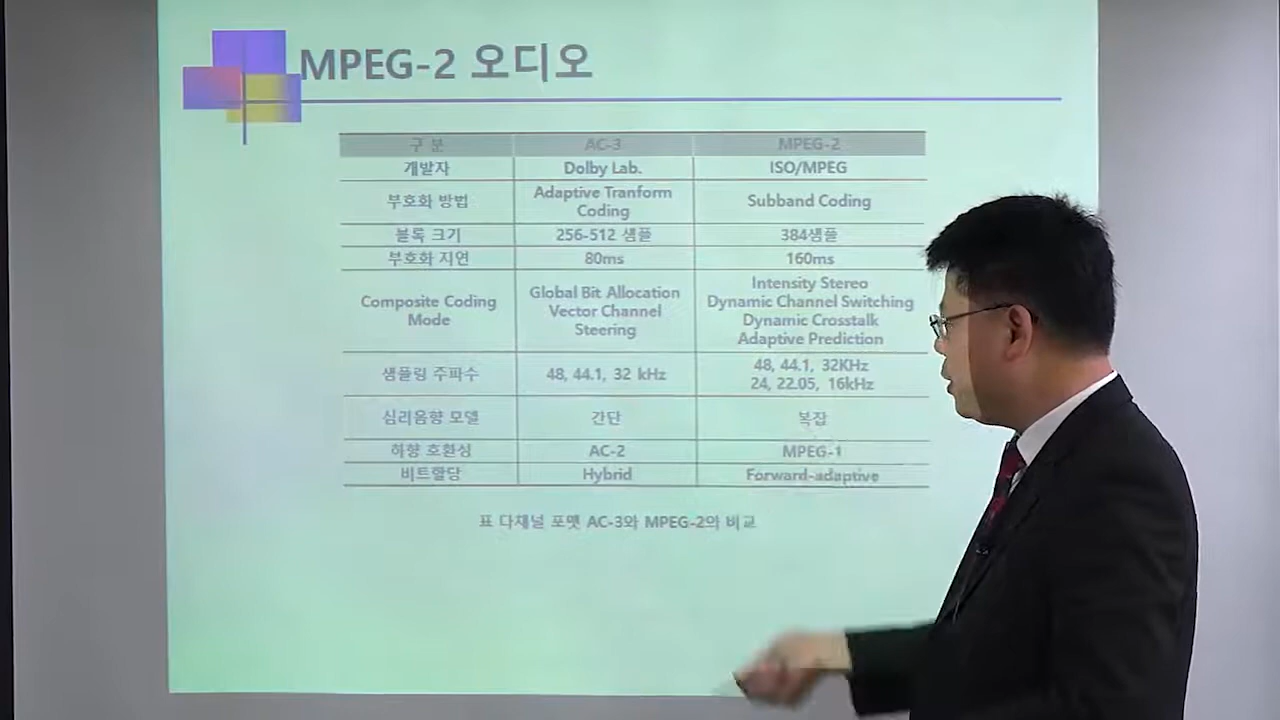 MPEG-2 오디오
구 분 AC-3 MPEG-2
개발자 Dolby Lab. ISO/MPEG
부호화 방법 Adaptive Tranform Coding Subband Coding
블록 크기 256-512 샘플 384샘플
부호화 지연 80ms 160ms
Composite Coding Mode Global Bit Allocation Vector Channel Steering Intensity Stereo Dynamic Channel Switching Dynamic Crosstalk Adaptive Prediction
샘플링 주파수 48, 44.1, 32 kHz 48, 44.1, 32KHz 24, 22.05, 16kHz
심리음향 모델 간단 복잡
하향 호환성 AC-2 MPEG-1
비트할당 Hybrid Forward-adaptive
표 다채널 포맷 AC-3와 MPEG-2의 비교